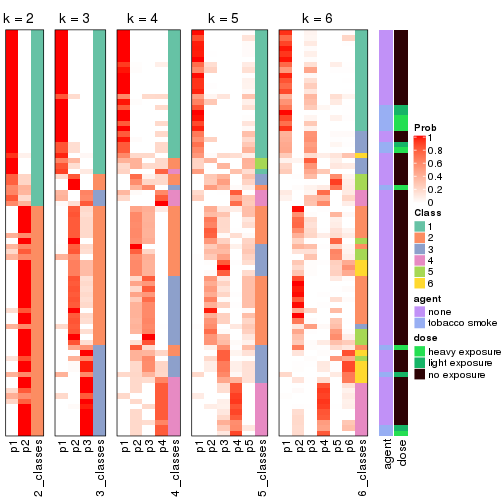 k = 2
k = 3
k = 4
k = 5
k = 6
Prob
1
0.8
0.6
0.4
0.2
0
Class
1
2
3
4
5
6
agent
none
tobacco smoke
dose
heavy exposure
light exposure
no exposure
p1
p2
2_classes
p1
p2
p3
3_classes
p1
p2
p3
p4
4_classes
p1
p2
p3
p4
p5
5_classes
p1
p2
p3
p4
p5
p6
6_classes
agent
dose